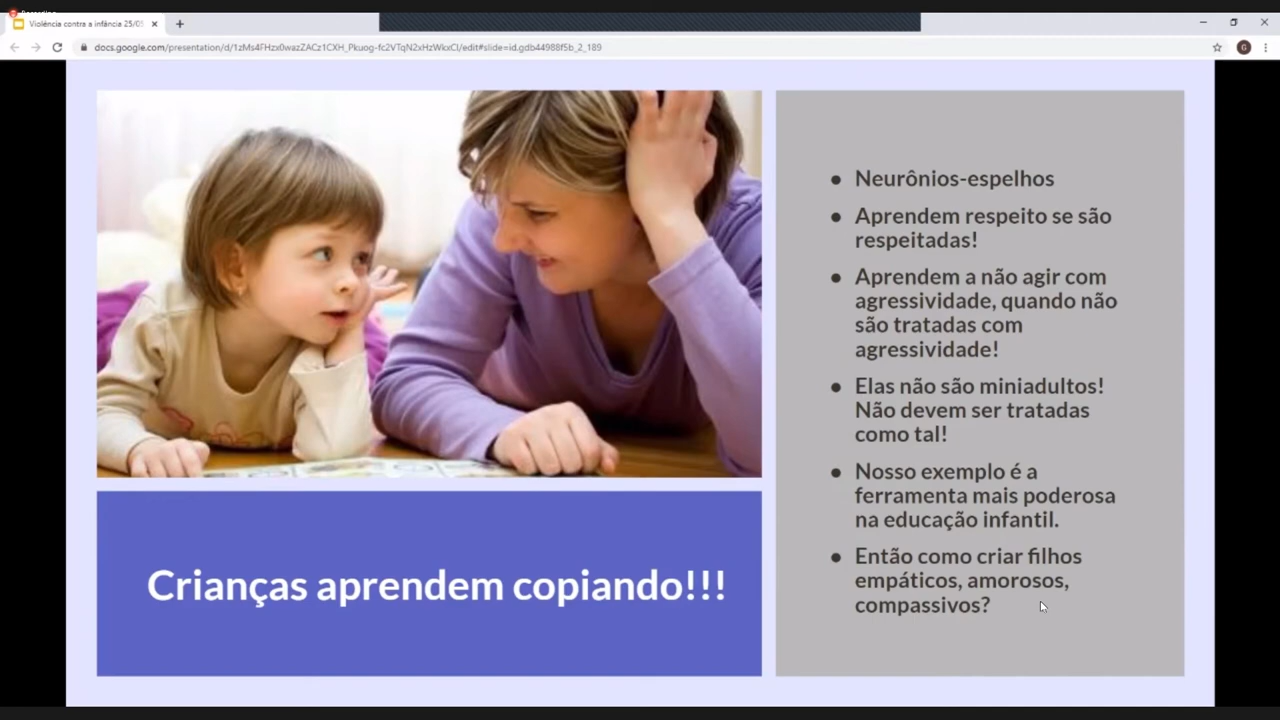 Violência contra a infância 25/05
docs.google.com/presentation/d/1zMs4FHzx0wazZACz1CXH_Pkuog-fc2VTqN2xHzWkxCI/edit#slide=id.gdb44988f5b_2_189
G
Neurônios-espelhos
Aprendem respeito se são
respeitadas!
Aprendem a não agir com
agressividade, quando não
são tratadas com
agressividade!
Elas não são miniadultos!
Não devem ser tratadas
como tal!
Nosso exemplo é a
ferramenta mais poderosa
na educação infantil.
Então como criar filhos
empáticos, amorosos,
compassivos?
Crianças aprendem copiando!!!